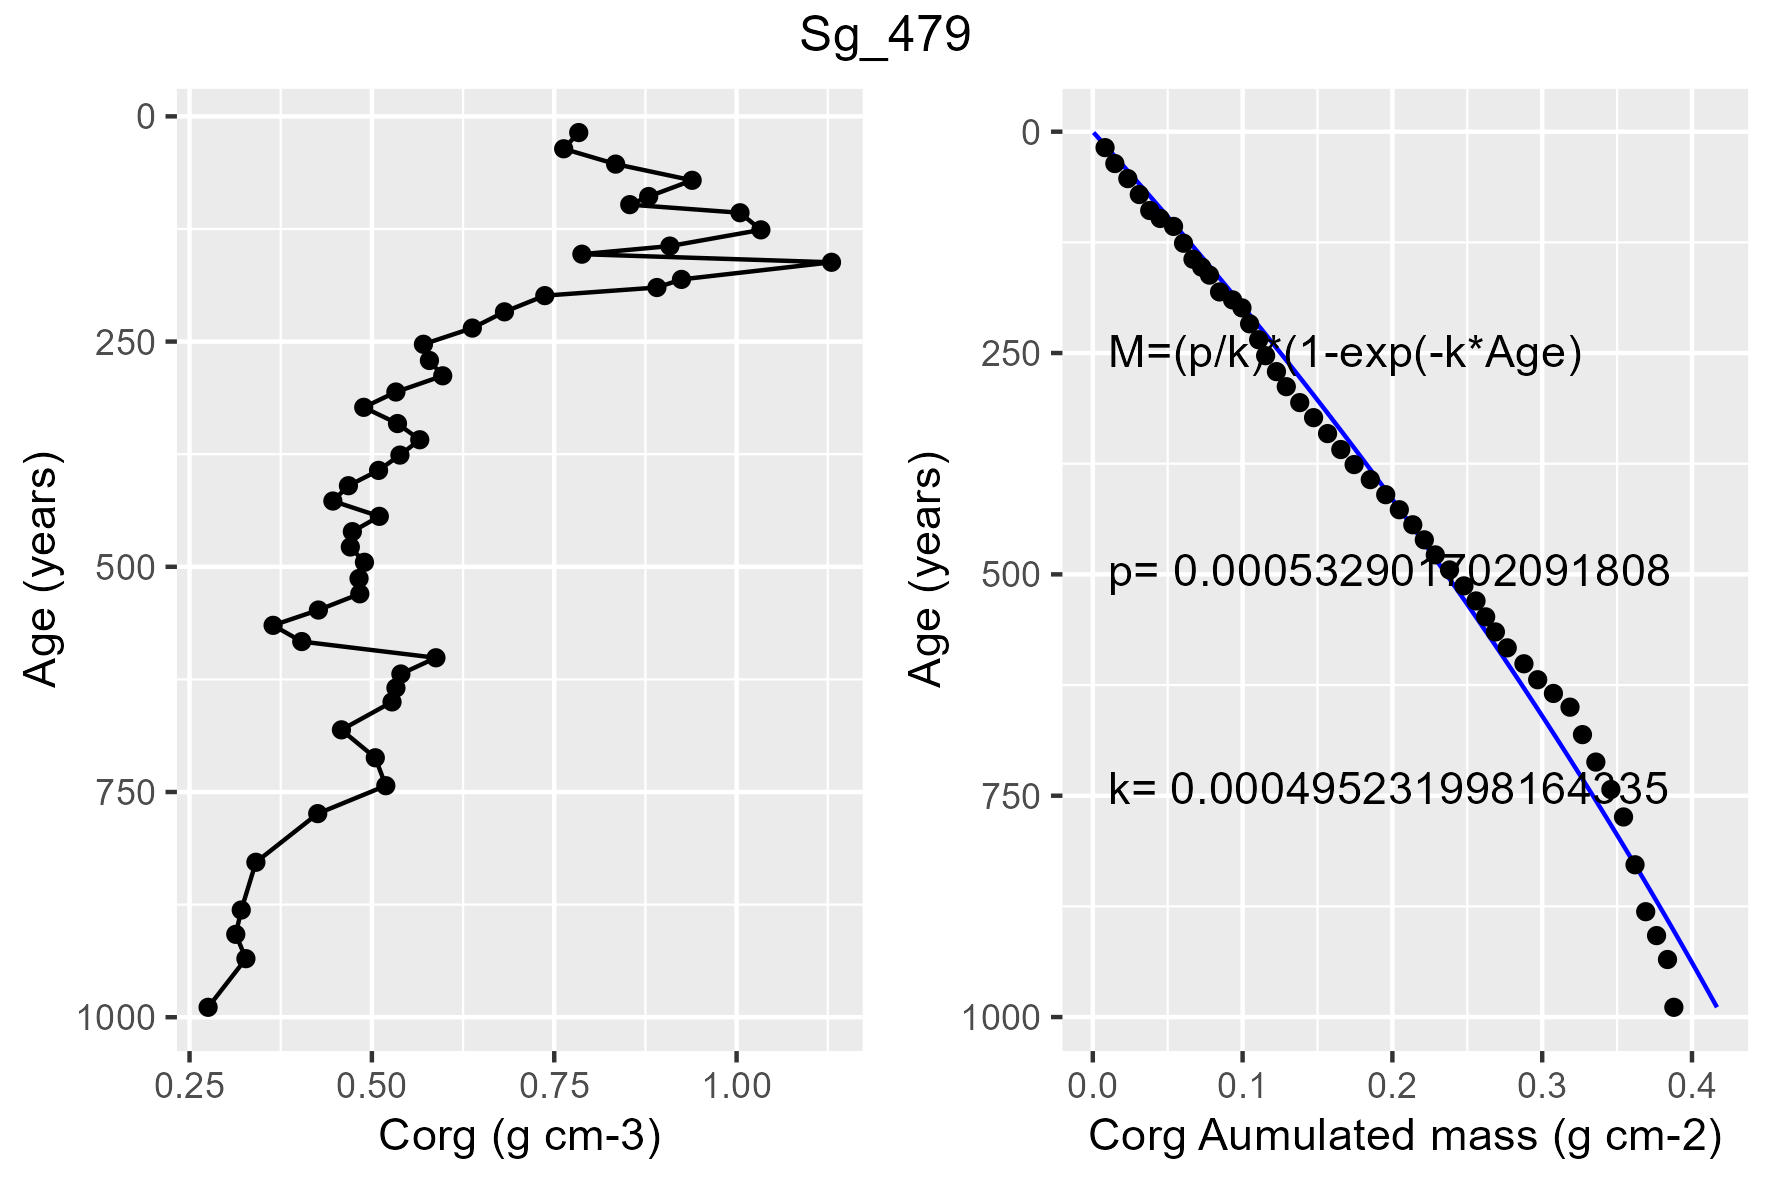 Sg_479
0
250
500
750
1000
Age (years)
0.25 0.50 0.75 1.00
Corg (g cm-3)
0
250
500
750
1000
Age (years)
M=(p/k)*(1-exp(-k*Age)
p= 0.000532901702091808
k= 0.000495231998164335
0.0 0.1 0.2 0.3 0.4
Corg Aumulated mass (g cm-2)